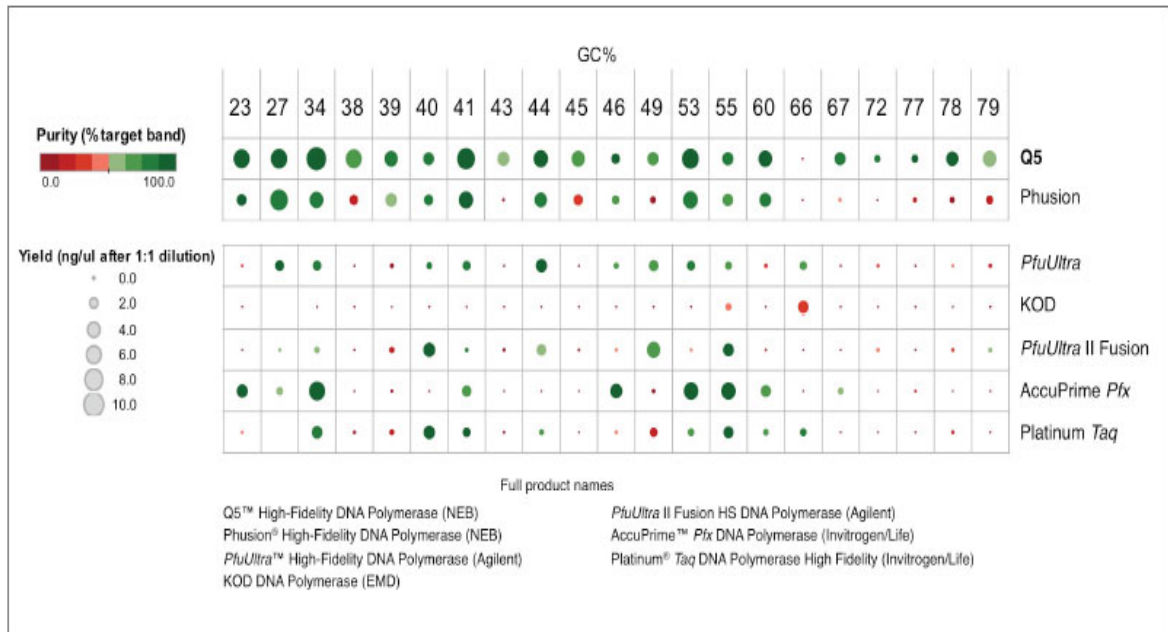 GC%
23 27 34 38 39 40 41 43 44 45 46 49 53 55 60 66 67 72 77 78 79
Purity (% target band)
0.0 100.0
Q5
Phusion
Yield (ng/ul after 1:1 dilution)
0.0
2.0
4.0
6.0
8.0
10.0
PfuUltra
KOD
PfuUltra II Fusion
AccuPrime Pfx
Platinum Taq
Full product names
Q5™ High-Fidelity DNA Polymerase (NEB)
Phusion® High-Fidelity DNA Polymerase (NEB)
PfuUltra™ High-Fidelity DNA Polymerase (Agilent)
KOD DNA Polymerase (EMD)
PfuUltra II Fusion HS DNA Polymerase (Agilent)
AccuPrime™ Pfx DNA Polymerase (Invitrogen/Life)
Platinum® Taq DNA Polymerase High Fidelity (Invitrogen/Life)